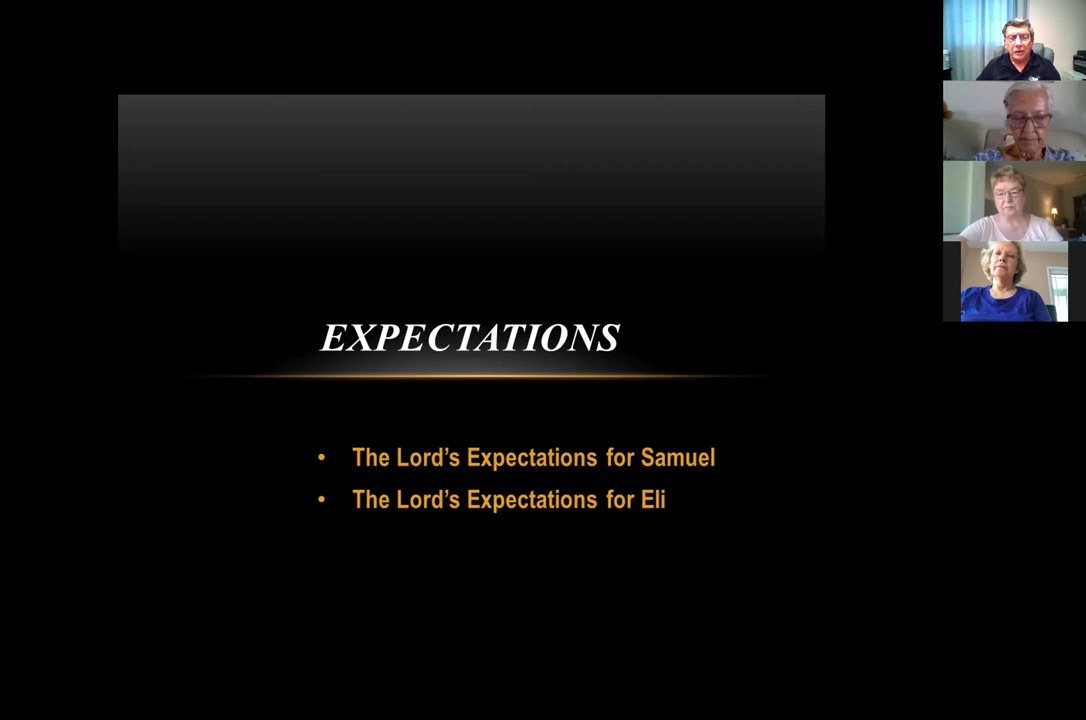 EXPECTATIONS
• The Lord’s Expectations for Samuel
• The Lord’s Expectations for Eli